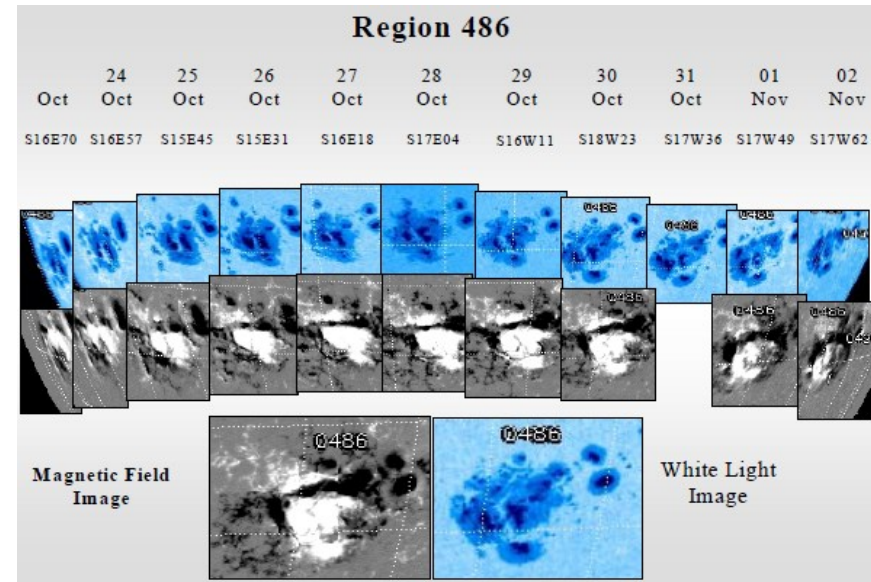 Region 486
24 25 26 27 28 29 30 31 01 02
Oct Oct Oct Oct Oct Oct Oct Oct Oct Nov Nov
S16E70 S16E57 S15E45 S15E31 S16E18 S17E04 S16W11 S18W23 S17W36 S17W49 S17W62
0486 0486 0486 0486
0486 0486 0486
0486 0486
Magnetic Field
Image
White Light
Image